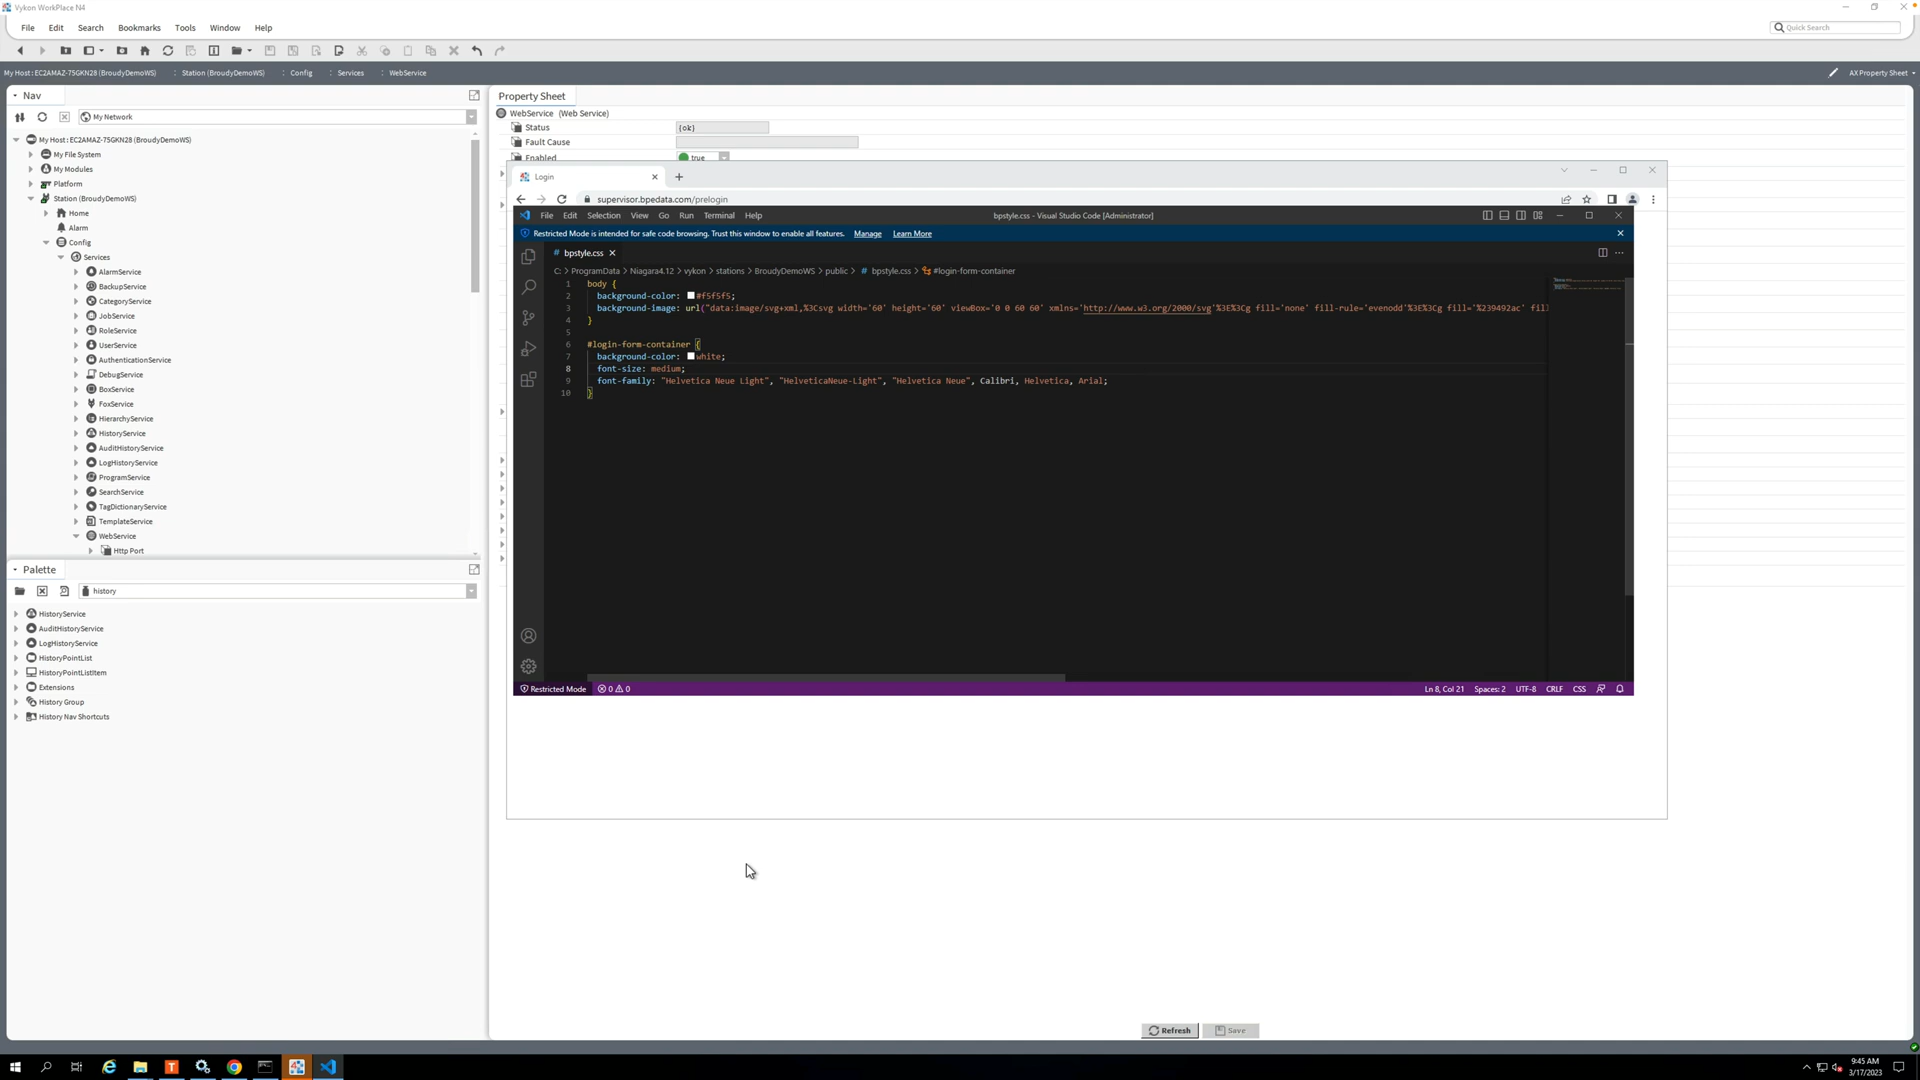 Vykon WorkPlace N4
File Edit Search Bookmarks Tools Window Help
Quick Search
My Host : EC2AMAZ-75GKN28 (BroudyDemoWS) : Station (BroudyDemoWS) : Config : Services : WebService
AX Property Sheet
Nav
My Network
My Host : EC2AMAZ-75GKN28 (BroudyDemoWS)
My File System
My Modules
Platform
Station (BroudyDemoWS)
Home
Alarm
Config
Services
AlarmService
BackupService
CategoryService
JobService
RoleService
UserService
AuthenticationService
DebugService
BoxService
FoxService
HierarchyService
HistoryService
AuditHistoryService
LogHistoryService
ProgramService
SearchService
TagDictionaryService
TemplateService
WebService
Http Port
Palette
history
HistoryService
AuditHistoryService
LogHistoryService
HistoryPointList
HistoryPointListItem
Extensions
History Group
History Nav Shortcuts
Property Sheet
WebService (Web Service)
Status {ok}
Fault Cause
Enabled true
Login
supervisor.bpedata.com/prelogin
File Edit Selection View Go Run Terminal Help
bpstyle.css - Visual Studio Code [Administrator]
Restricted Mode is intended for safe code browsing. Trust this window to enable all features. Manage Learn More
# bpstyle.css
C: > ProgramData > Niagara4.12 > vykon > stations > BroudyDemoWS > public > # bpstyle.css > #login-form-container
1 body {
2 background-color: #f5f5f5;
3 background-image: url("data:image/svg+xml,%3Csvg width='60' height='60' viewBox='0 0 60 60' xmlns='http://www.w3.org/2000/svg'%3E%3Cg fill='none' fill-rule='evenodd'%3E%3Cg fill='%239492ac' fill
4 }
5
6 #login-form-container {
7 background-color: white;
8 font-size: medium;
9 font-family: "Helvetica Neue Light", "HelveticaNeue-Light", "Helvetica Neue", Calibri, Helvetica, Arial;
10 }
Restricted Mode 0 0
Ln 8, Col 21 Spaces: 2 UTF-8 CRLF CSS
Refresh Save
9:45 AM
3/17/2023